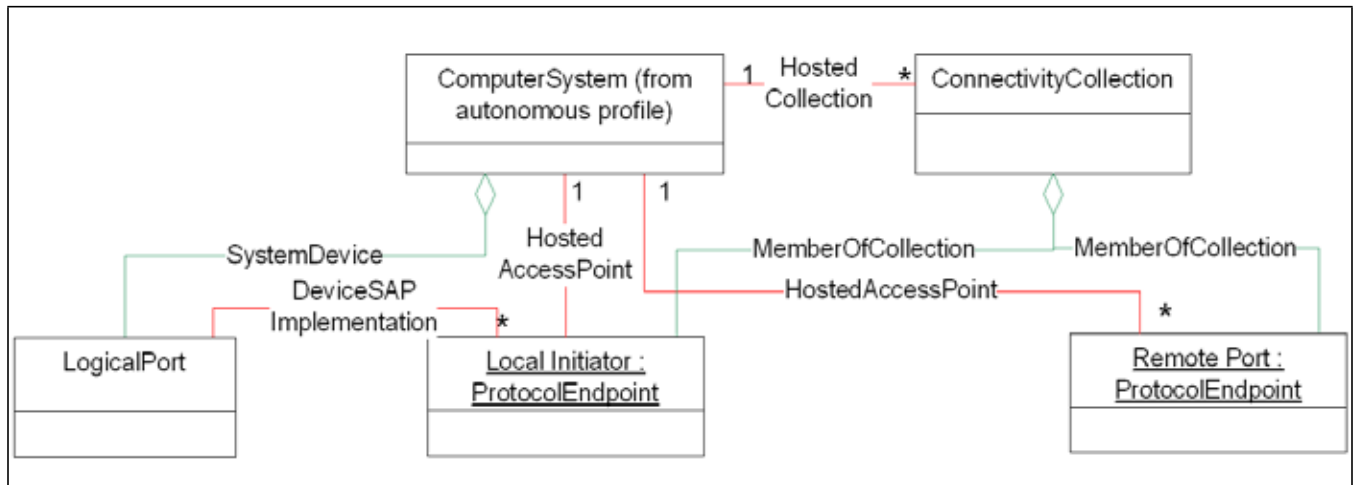 ComputerSystem (from
autonomous profile)
1
Hosted
Collection
*
ConnectivityCollection
1
1
SystemDevice
Hosted
AccessPoint
MemberOfCollection
MemberOfCollection
DeviceSAP
Implementation
*
HostedAccessPoint
*
LogicalPort
Local Initiator :
ProtocolEndpoint
Remote Port :
ProtocolEndpoint